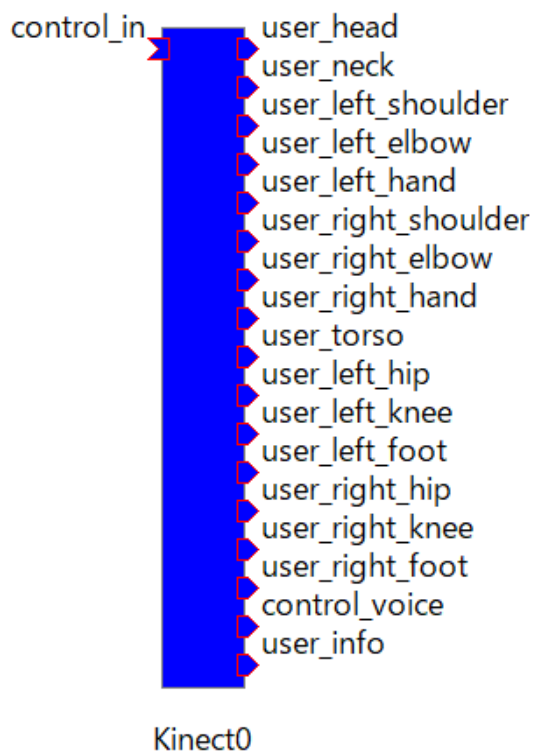 control_in
user_head
user_neck
user_left_shoulder
user_left_elbow
user_left_hand
user_right_shoulder
user_right_elbow
user_right_hand
user_torso
user_left_hip
user_left_knee
user_left_foot
user_right_hip
user_right_knee
user_right_foot
control_voice
user_info
Kinect0